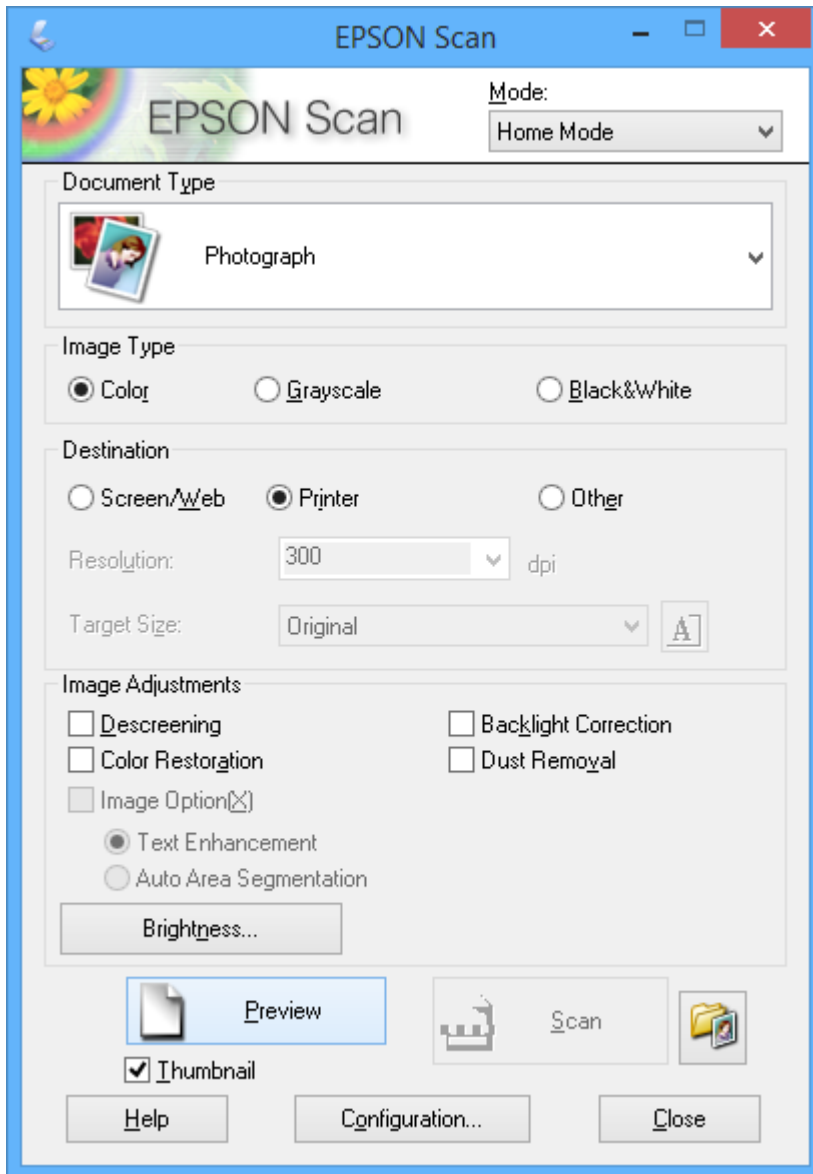 EPSON Scan
EPSON Scan
Mode:
Home Mode
Document Type
Photograph
Image Type
Color Grayscale Black&White
Destination
Screen/Web Printer Other
Resolution: 300 dpi
Target Size: Original A
Image Adjustments
Descreening Backlight Correction
Color Restoration Dust Removal
Image Option(X)
Text Enhancement
Auto Area Segmentation
Brightness...
Preview Scan
Thumbnail
Help Configuration... Close